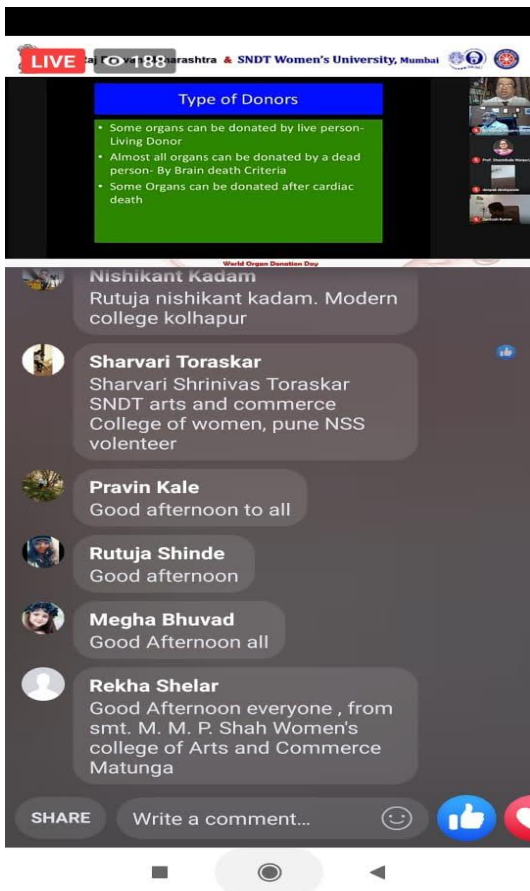 LIVE 188
Maharashtra & SNDT Women's University, Mumbai
Type of Donors
• Some organs can be donated by live person-
Living Donor
• Almost all organs can be donated by a dead
person- By Brain death Criteria
• Some Organs can be donated after cardiac
death
World Organ Donation Day
Nishikant Kadam
Rutuja nishikant kadam. Modern
college kolhapur
Sharvari Toraskar
Sharvari Shrinivas Toraskar
SNDT arts and commerce
College of women, pune NSS
volenteer
Pravin Kale
Good afternoon to all
Rutuja Shinde
Good afternoon
Megha Bhuvad
Good Afternoon all
Rekha Shelar
Good Afternoon everyone , from
smt. M. M. P. Shah Women's
college of Arts and Commerce
Matunga
SHARE Write a comment...